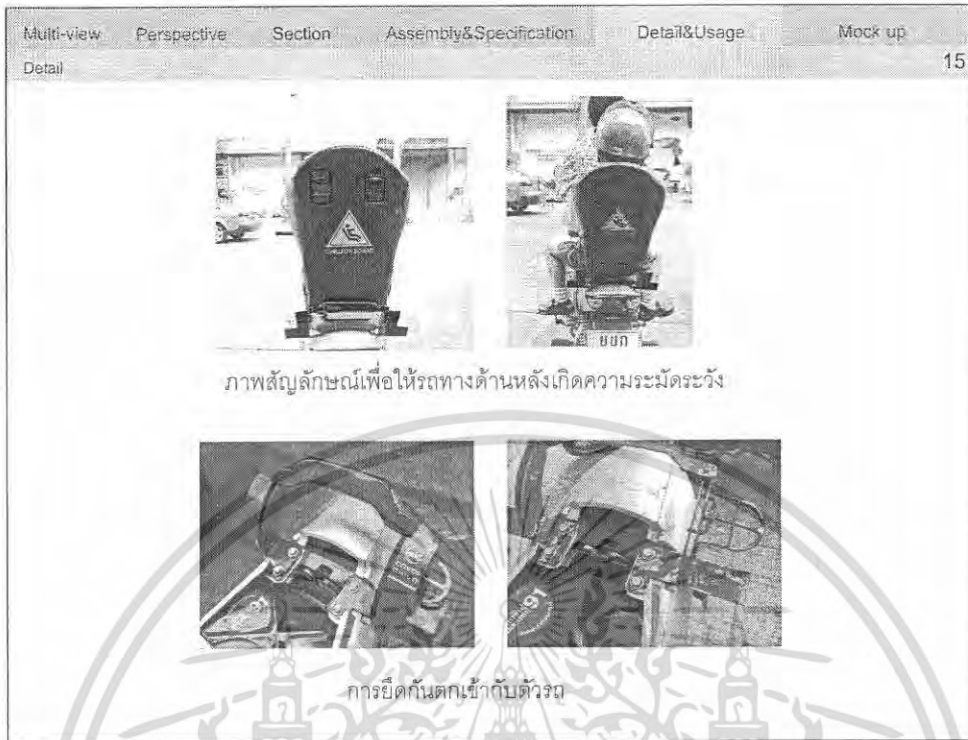 Multi-view Perspective Section Assembly&Specification Detail&Usage Mock up
Detail 15
ภาพสัญลักษณ์เพื่อให้รถทางด้านหลังเกิดความระมัดระวัง
การยึดกันตกเข้ากับตัวรถ